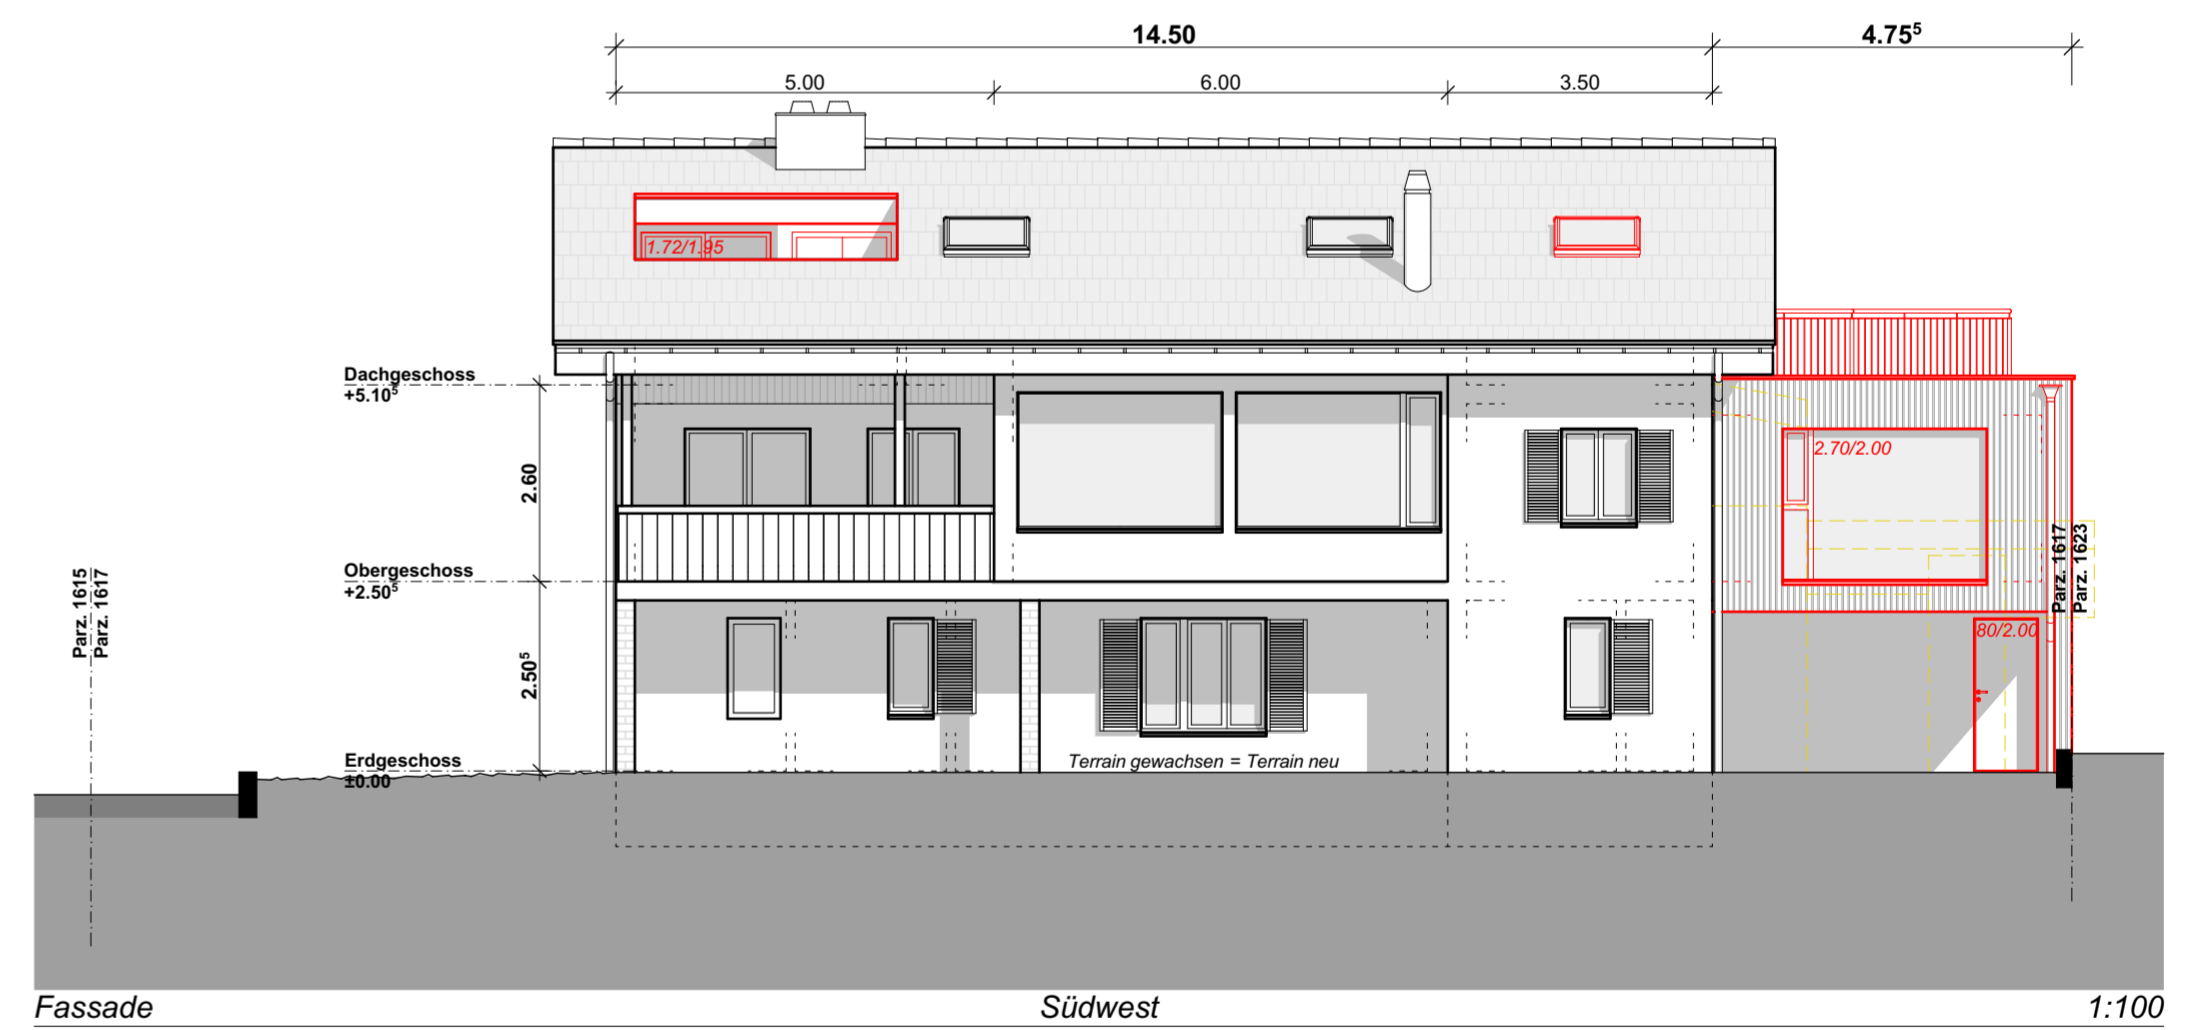 14.50
4.75⁵
5.00
6.00
3.50
1.72/1.95
Dachgeschoss
+5.10⁵
2.60
2.70/2.00
Obergeschoss
+2.50⁵
Parz. 1615
Parz. 1617
Parz. 1617
Parz. 1623
2.50⁵
80/2.00
Erdgeschoss
±0.00
Terrain gewachsen = Terrain neu
Fassade
Südwest
1:100